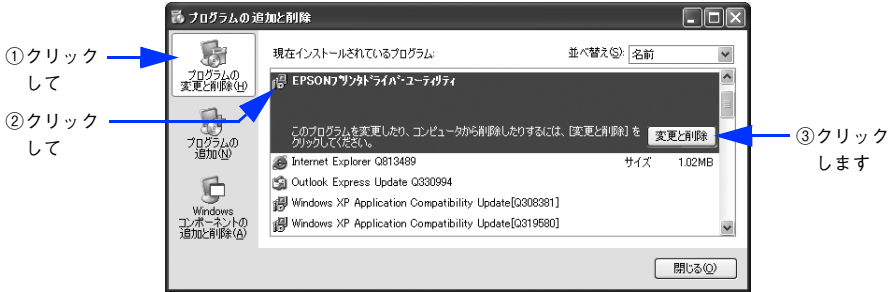 プログラムの追加と削除
①クリック
して
②クリック
して
プログラムの
変更と削除(H)
プログラムの
追加(N)
Windows
コンポーネントの
追加と削除(A)
現在インストールされているプログラム:
並べ替え(S): 名前
EPSONプリンタドライバ・ユーティリティ
このプログラムを変更したり、コンピュータから削除したりするには、[変更と削除] を
クリックしてください。
変更と削除
Internet Explorer Q813489 サイズ 1.02MB
Outlook Express Update Q330994
Windows XP Application Compatibility Update[Q308381]
Windows XP Application Compatibility Update[Q319580]
閉じる(O)
③クリック
します